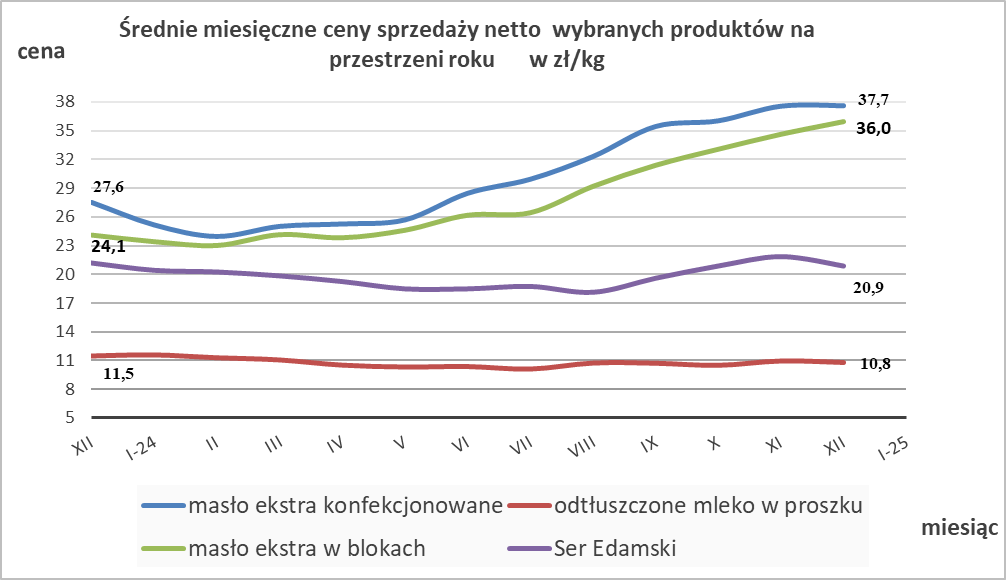 Średnie miesięczne ceny sprzedaży netto wybranych produktów na
przestrzeni roku w zł/kg
cena
38
35
32
29
26
23
20
17
14
11
8
5
37,7
36,0
27,6
24,1
20,9
11,5
10,8
XII
I-24
II
III
IV
V
VI
VII
VIII
IX
X
XI
XII
I-25
masło ekstra konfekcjonowane
odtłuszczone mleko w proszku
masło ekstra w blokach
Ser Edamski
miesiąc